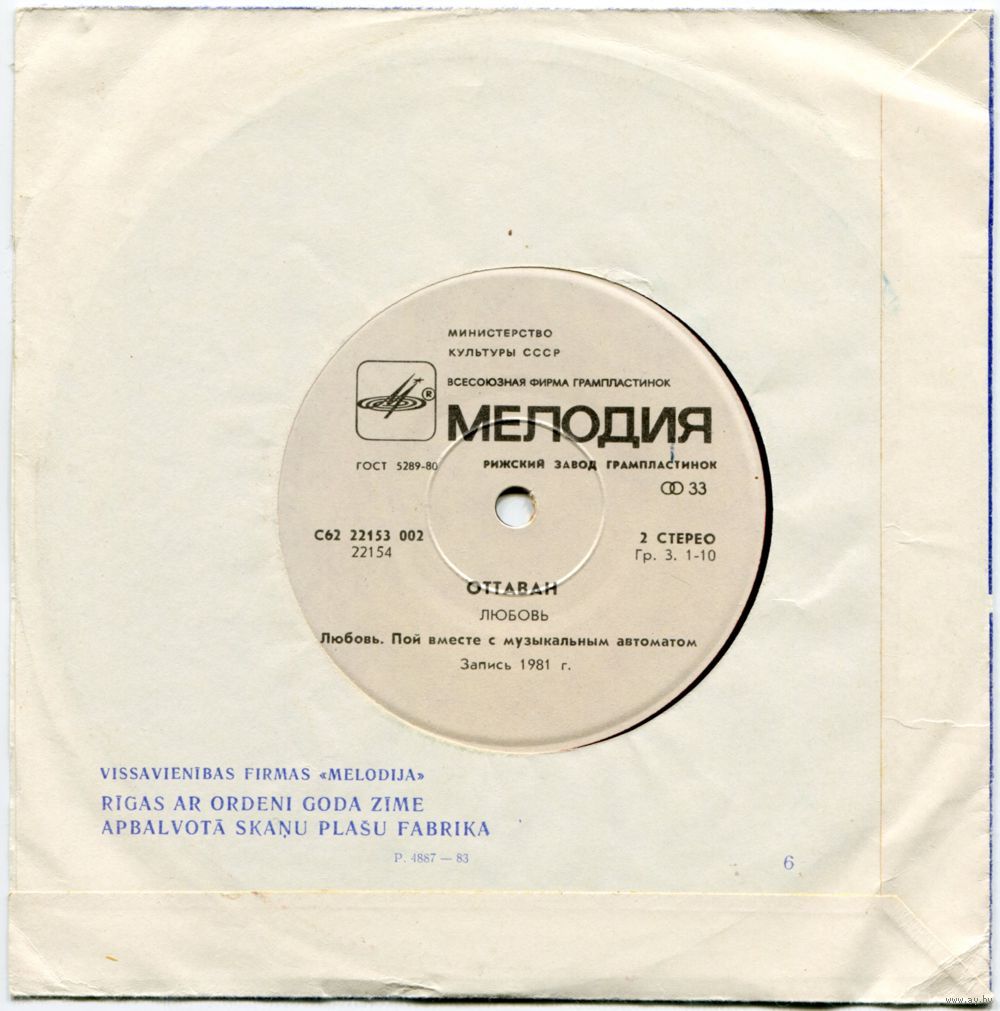 МИНИСТЕРСТВО
КУЛЬТУРЫ СССР
ВСЕСОЮЗНАЯ ФИРМА ГРАМПЛАСТИНОК
®
МЕЛОДИЯ
ГОСТ 5289-80
РИЖСКИЙ ЗАВОД ГРАМПЛАСТИНОК
33
С62 22153 002
22154
2 СТЕРЕО
Гр. 3. 1-10
ОТТАВАН
ЛЮБОВЬ
Любовь. Пой вместе с музыкальным автоматом
Запись 1981 г.
VISSAVIENĪBAS FIRMAS «MELODIJA»
RĪGAS AR ORDENI GODA ZĪME
APBALVOTĀ SKAŅU PLAŠU FABRIKA
P. 4887 — 83
6
www.ay.by